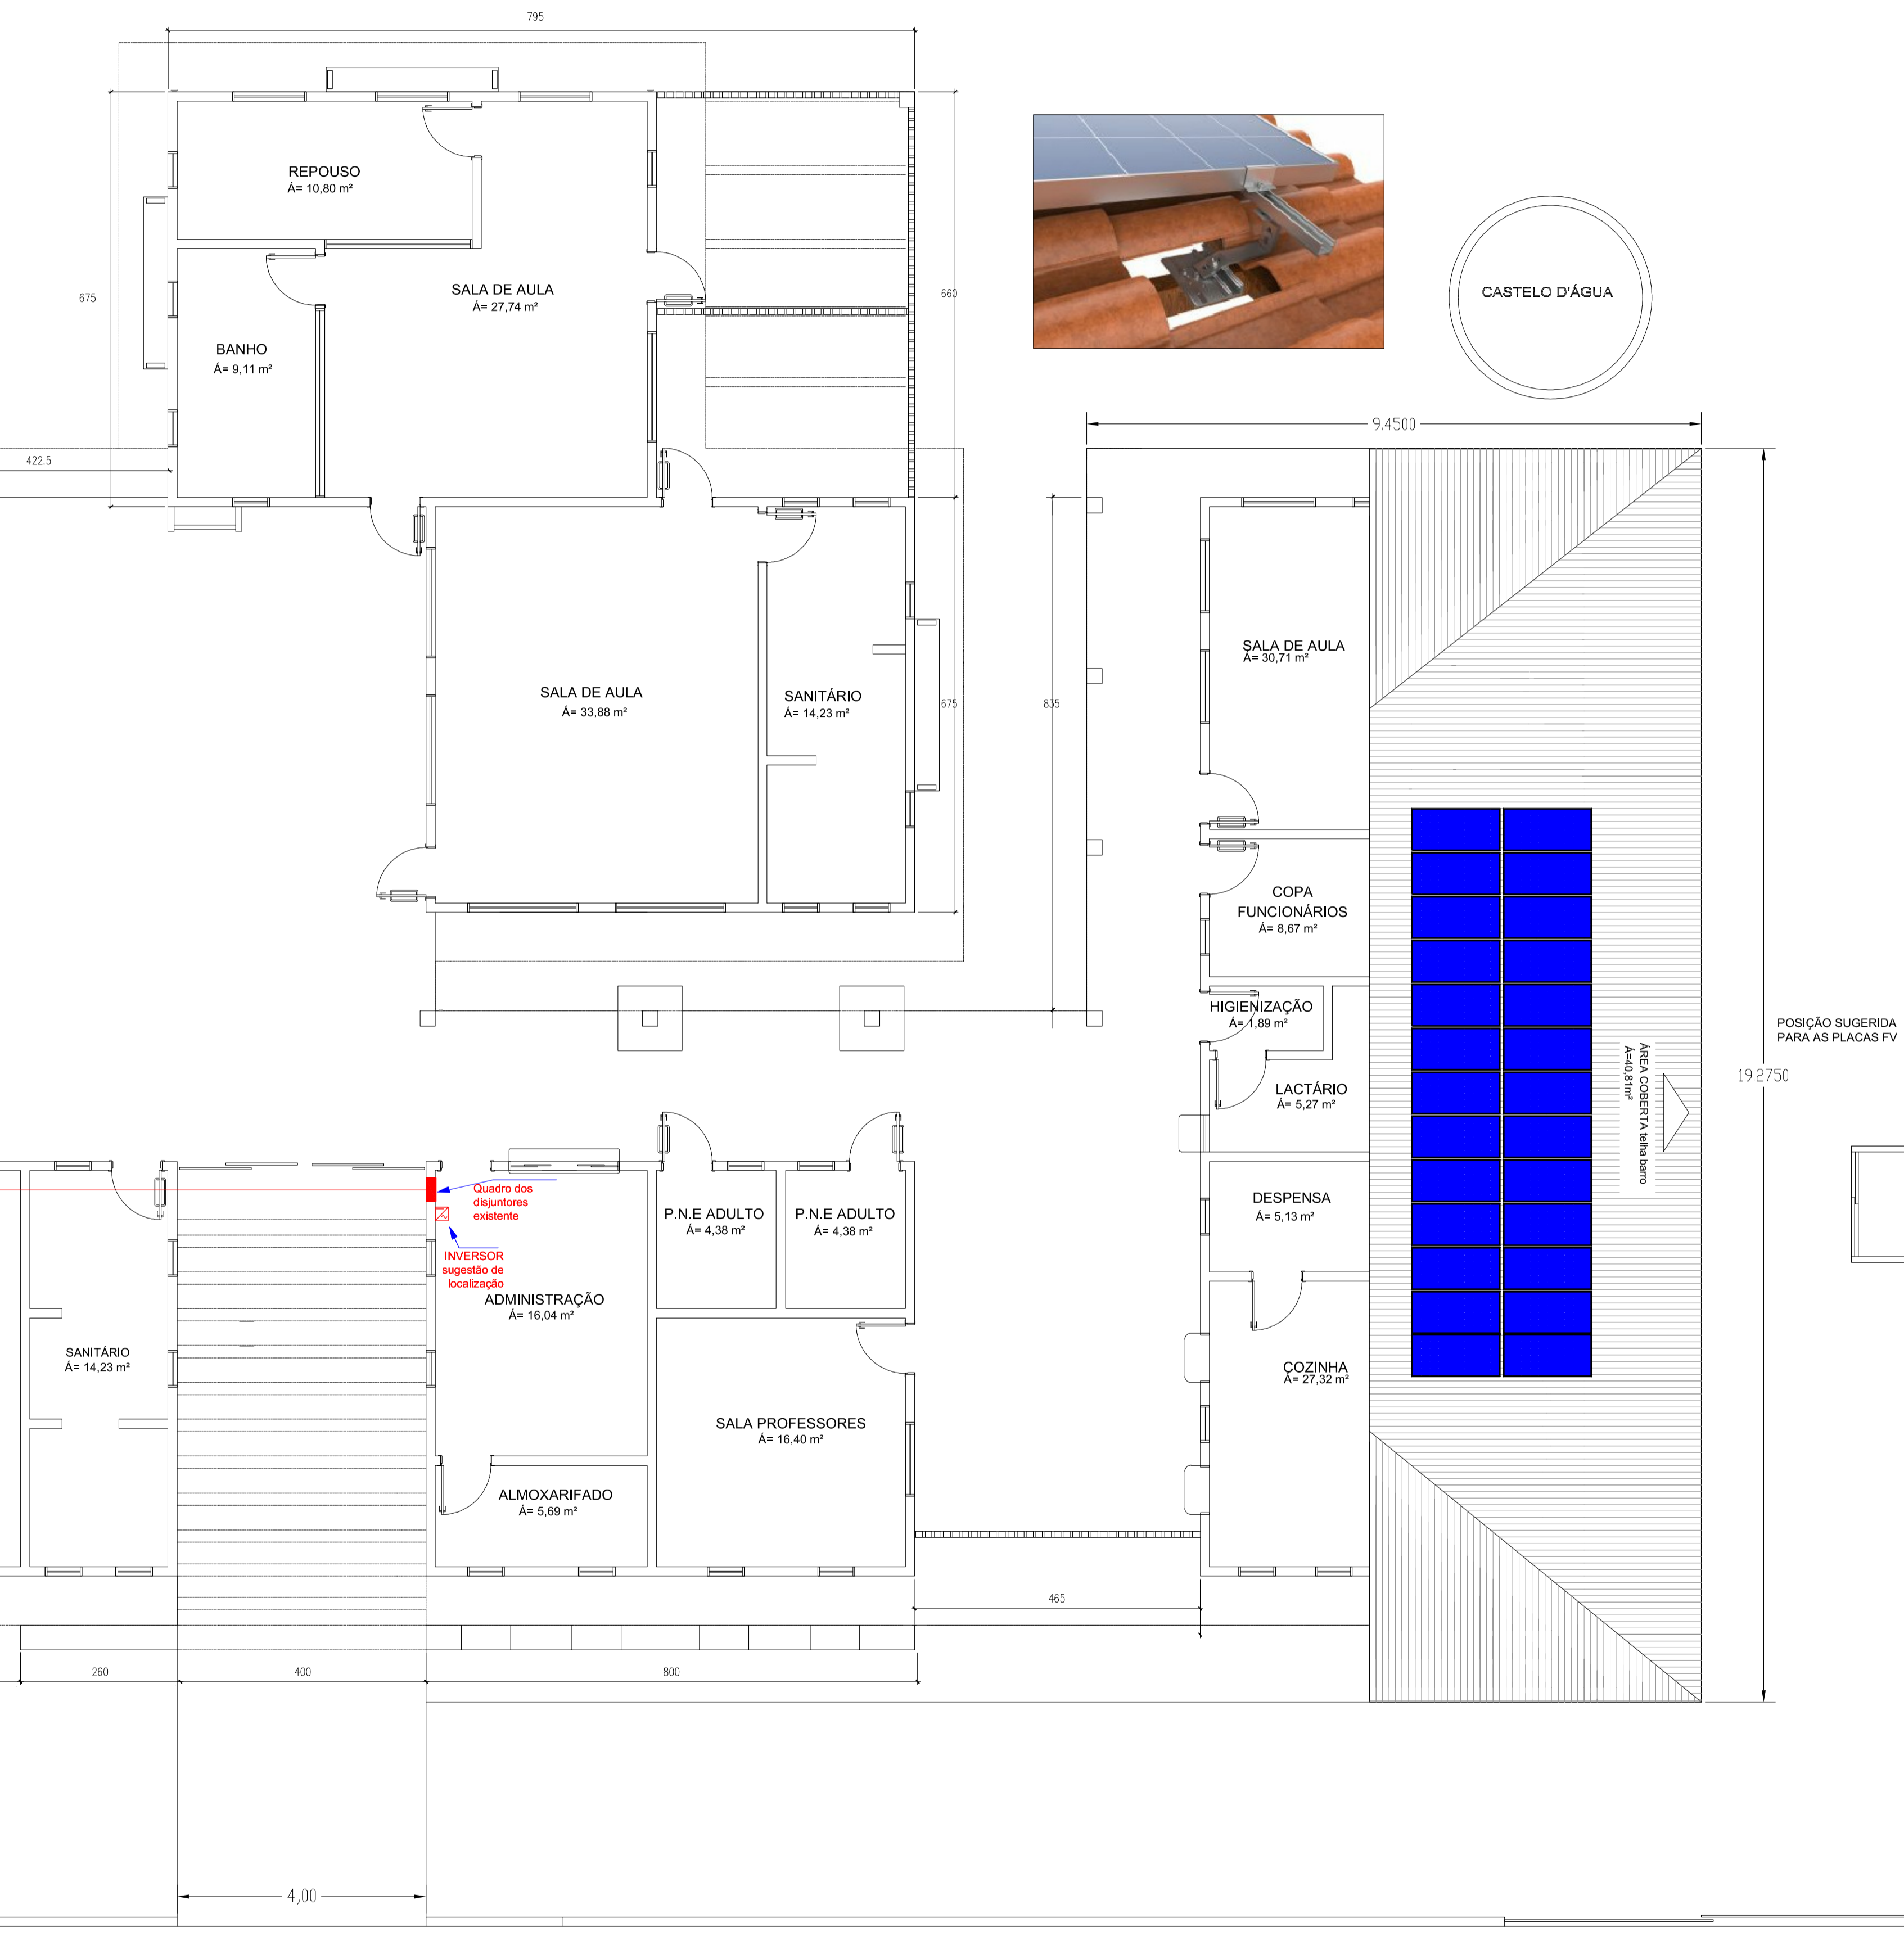 795
REPOUSO
Á= 10,80 m²
675
SALA DE AULA
Á= 27,74 m²
660
CASTELO D'ÁGUA
BANHO
Á= 9,11 m²
422.5
9.4500
SALA DE AULA
Á= 30,71 m²
SALA DE AULA
Á= 33,88 m²
SANITÁRIO
Á= 14,23 m²
675
835
COPA
FUNCIONÁRIOS
Á= 8,67 m²
HIGIENIZAÇÃO
Á= 1,89 m²
POSIÇÃO SUGERIDA
PARA AS PLACAS FV
19.2750
ÁREA COBERTA telha barro
Á=40,81m²
LACTÁRIO
Á= 5,27 m²
Quadro dos
disjuntores
existente
P.N.E ADULTO
Á= 4,38 m²
P.N.E ADULTO
Á= 4,38 m²
DESPENSA
Á= 5,13 m²
INVERSOR
sugestão de
localização
ADMINISTRAÇÃO
Á= 16,04 m²
SANITÁRIO
Á= 14,23 m²
COZINHA
Á= 27,32 m²
SALA PROFESSORES
Á= 16,40 m²
ALMOXARIFADO
Á= 5,69 m²
465
260
400
800
4,00